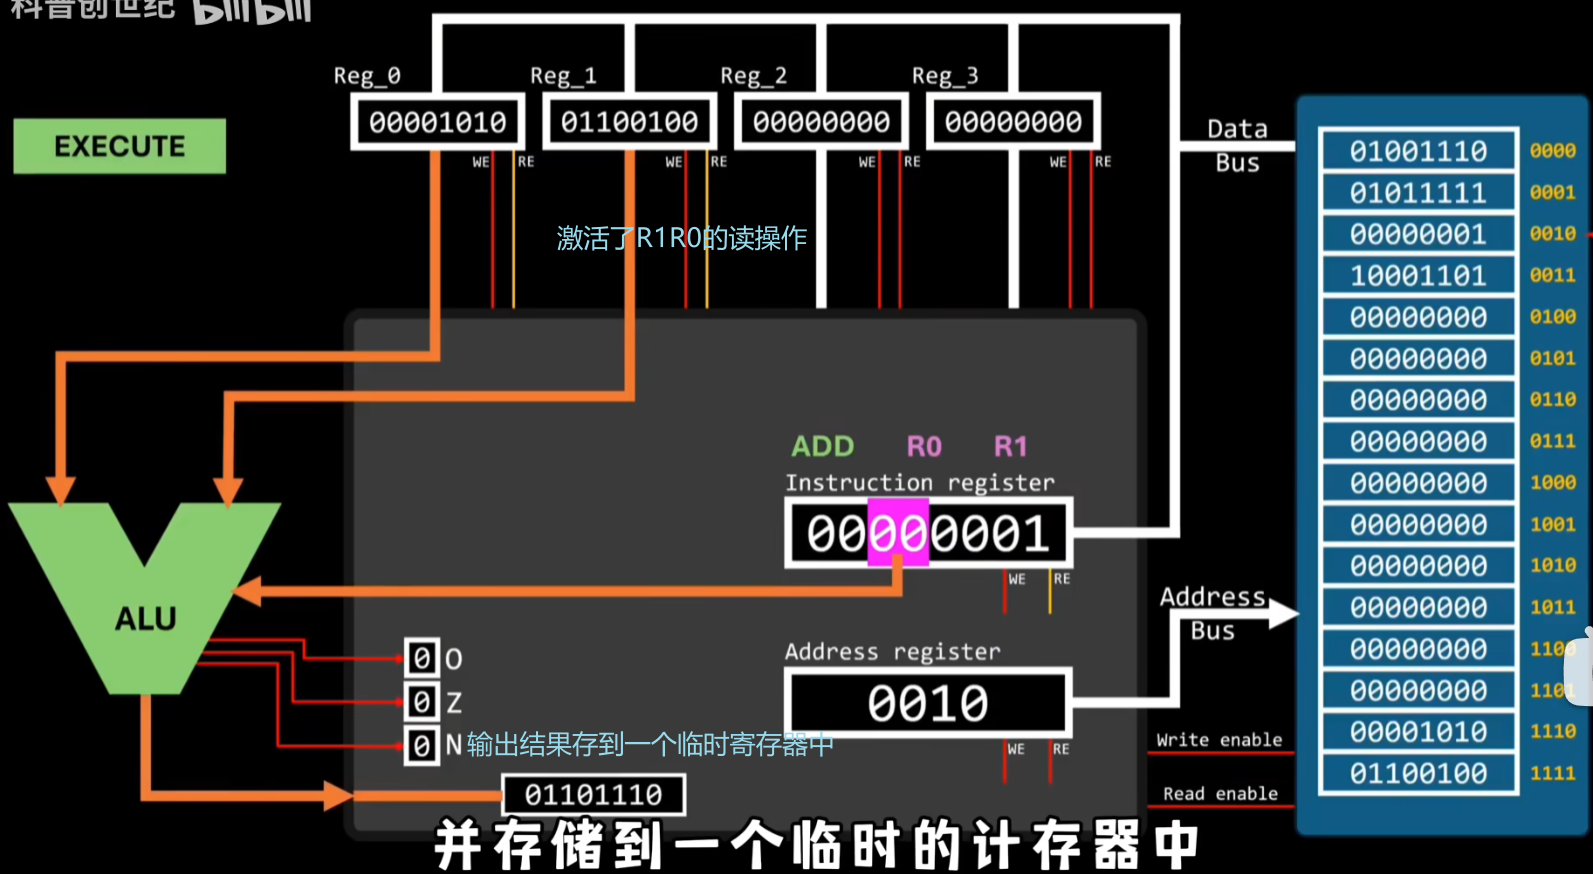 科普创世纪 bilibili
Reg_0 Reg_1 Reg_2 Reg_3
00001010 01100100 00000000 00000000
WE RE WE RE WE RE WE RE
EXECUTE
激活了R1R0的读操作
Data
Bus
01001110 0000
01011111 0001
00000001 0010
10001101 0011
00000000 0100
00000000 0101
00000000 0110
00000000 0111
00000000 1000
00000000 1001
00000000 1010
00000000 1011
00000000 1100
00000000 1101
00001010 1110
01100100 1111
ADD R0 R1
Instruction register
00000001
WE RE
Address
Bus
ALU
Address register
0010
WE RE
0 O
0 Z
0 N
输出结果存到一个临时寄存器中
Write enable
Read enable
01101110
并存储到一个临时的计存器中